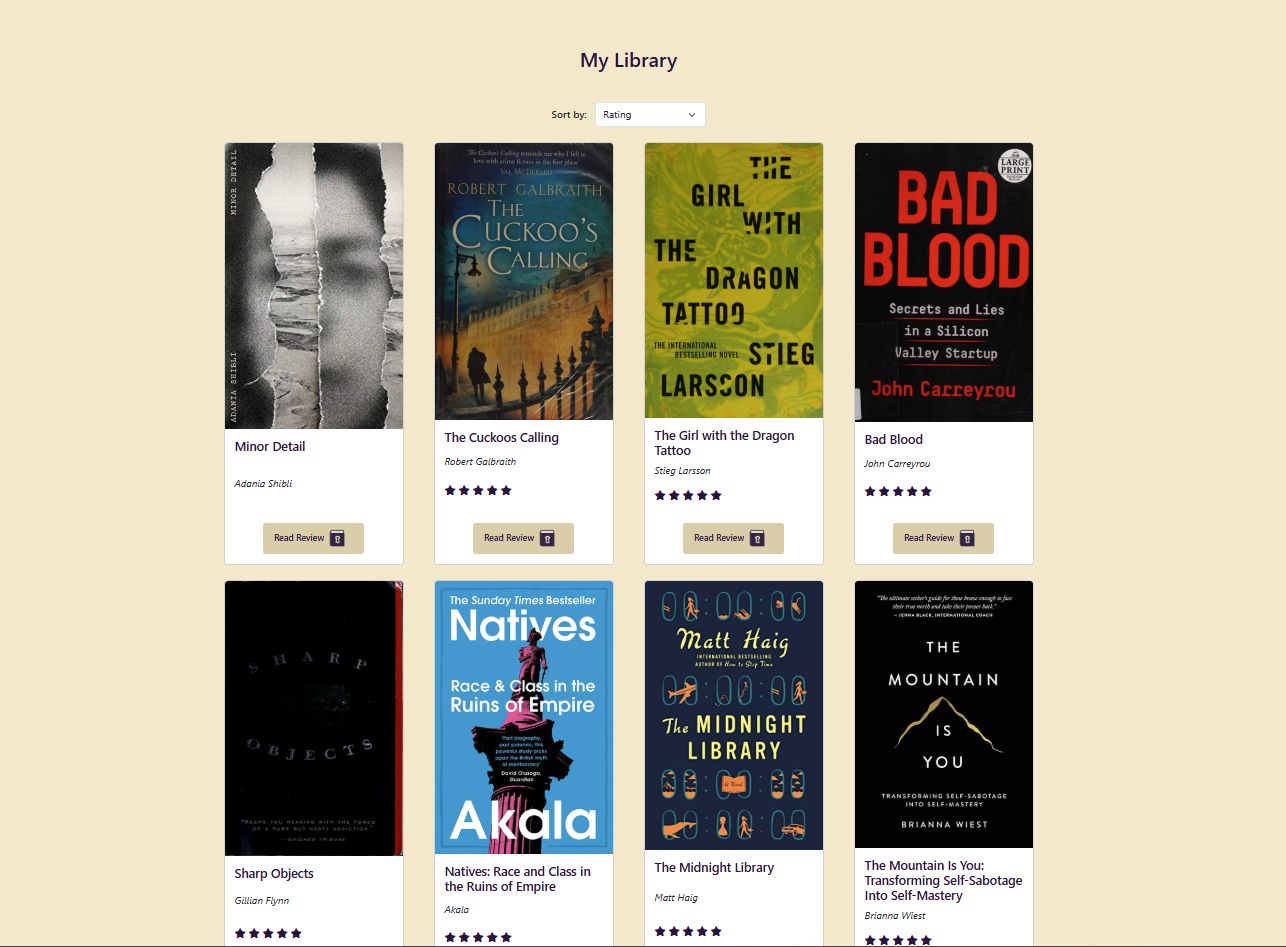 My Library
Sort by: Rating
MINOR DETAIL
ADANIA SHIBLI
Minor Detail
Adania Shibli
Read Review
'The Cuckoo's Calling reminds me why I fell in
love with crime fiction in the first place'
VAL McDERMID
ROBERT GALBRAITH
THE
CUCKOO'S
CALLING
The Cuckoos Calling
Robert Galbraith
Read Review
THE
GIRL
WITH
THE
DRAGON
TATTOO
THE INTERNATIONAL
BESTSELLING NOVEL
STIEG
LARSSON
The Girl with the Dragon
Tattoo
Stieg Larsson
Read Review
LARGE
PRINT
BAD
BLOOD
Secrets and Lies
in a Silicon
Valley Startup
John Carreyrou
Bad Blood
John Carreyrou
Read Review
SHARP
OBJECTS
"KEEPS YOU READING WITH THE FORCE
OF A PURE BUT NASTY ADDICTION."
—CHICAGO TRIBUNE
Sharp Objects
Gillian Flynn
The Sunday Times Bestseller
Natives
Race & Class in the
Ruins of Empire
'Part biography,
part polemic, this
powerful study picks
apart the British myth
of meritocracy'
David Olusoga,
Guardian
Akala
Natives: Race and Class in
the Ruins of Empire
Akala
Matt Haig
INTERNATIONAL BESTSELLING
AUTHOR OF How to Stop Time
The MIDNIGHT
LIBRARY
A Novel
The Midnight Library
Matt Haig
"The ultimate seeker's guide for those brave enough to face
their true north and take their power back."
— JENNA BLACK, INTERNATIONAL COACH
THE
MOUNTAIN
IS
YOU
TRANSFORMING SELF-SABOTAGE
INTO SELF-MASTERY
BRIANNA WIEST
The Mountain Is You:
Transforming Self-Sabotage
Into Self-Mastery
Brianna Wiest